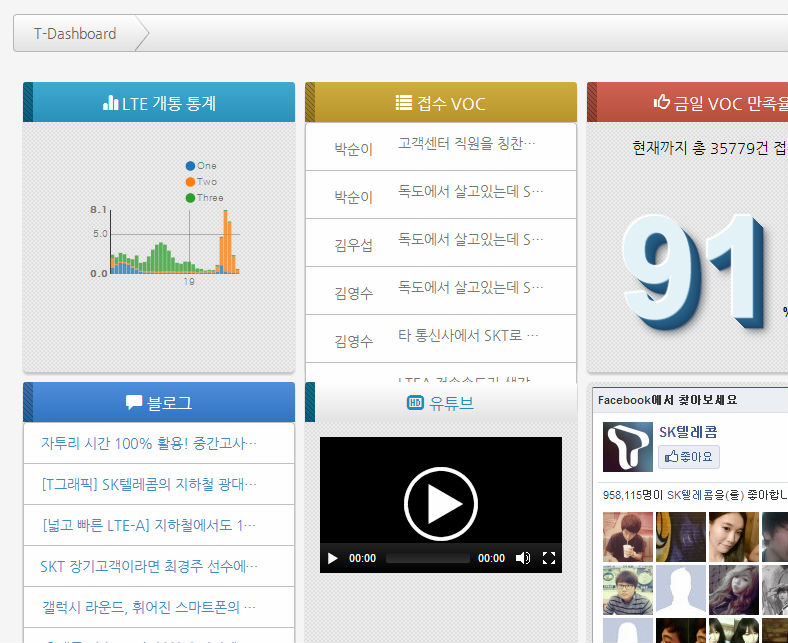 T-Dashboard
LTE 개통 통계
One
Two
Three
8.1
5.0
0.0
19
접수 VOC
박순이 고객센터 직원을 칭찬…
박순이 독도에서 살고있는데 S…
김우섭 독도에서 살고있는데 S…
김영수 독도에서 살고있는데 S…
김영수 타 통신사에서 SKT로 …
금일 VOC 만족율
현재까지 총 35779건 접
91
%
블로그
자투리 시간 100% 활용! 중간고사…
[T그래픽] SK텔레콤의 지하철 광대…
[넓고 빠른 LTE-A] 지하철에서도 1…
SKT 장기고객이라면 최경주 선수에…
갤럭시 라운드, 휘어진 스마트폰의 …
HD 유튜브
00:00
00:00
Facebook에서 찾아보세요
SK텔레콤
좋아요
958,115명이 SK텔레콤을(를) 좋아합니